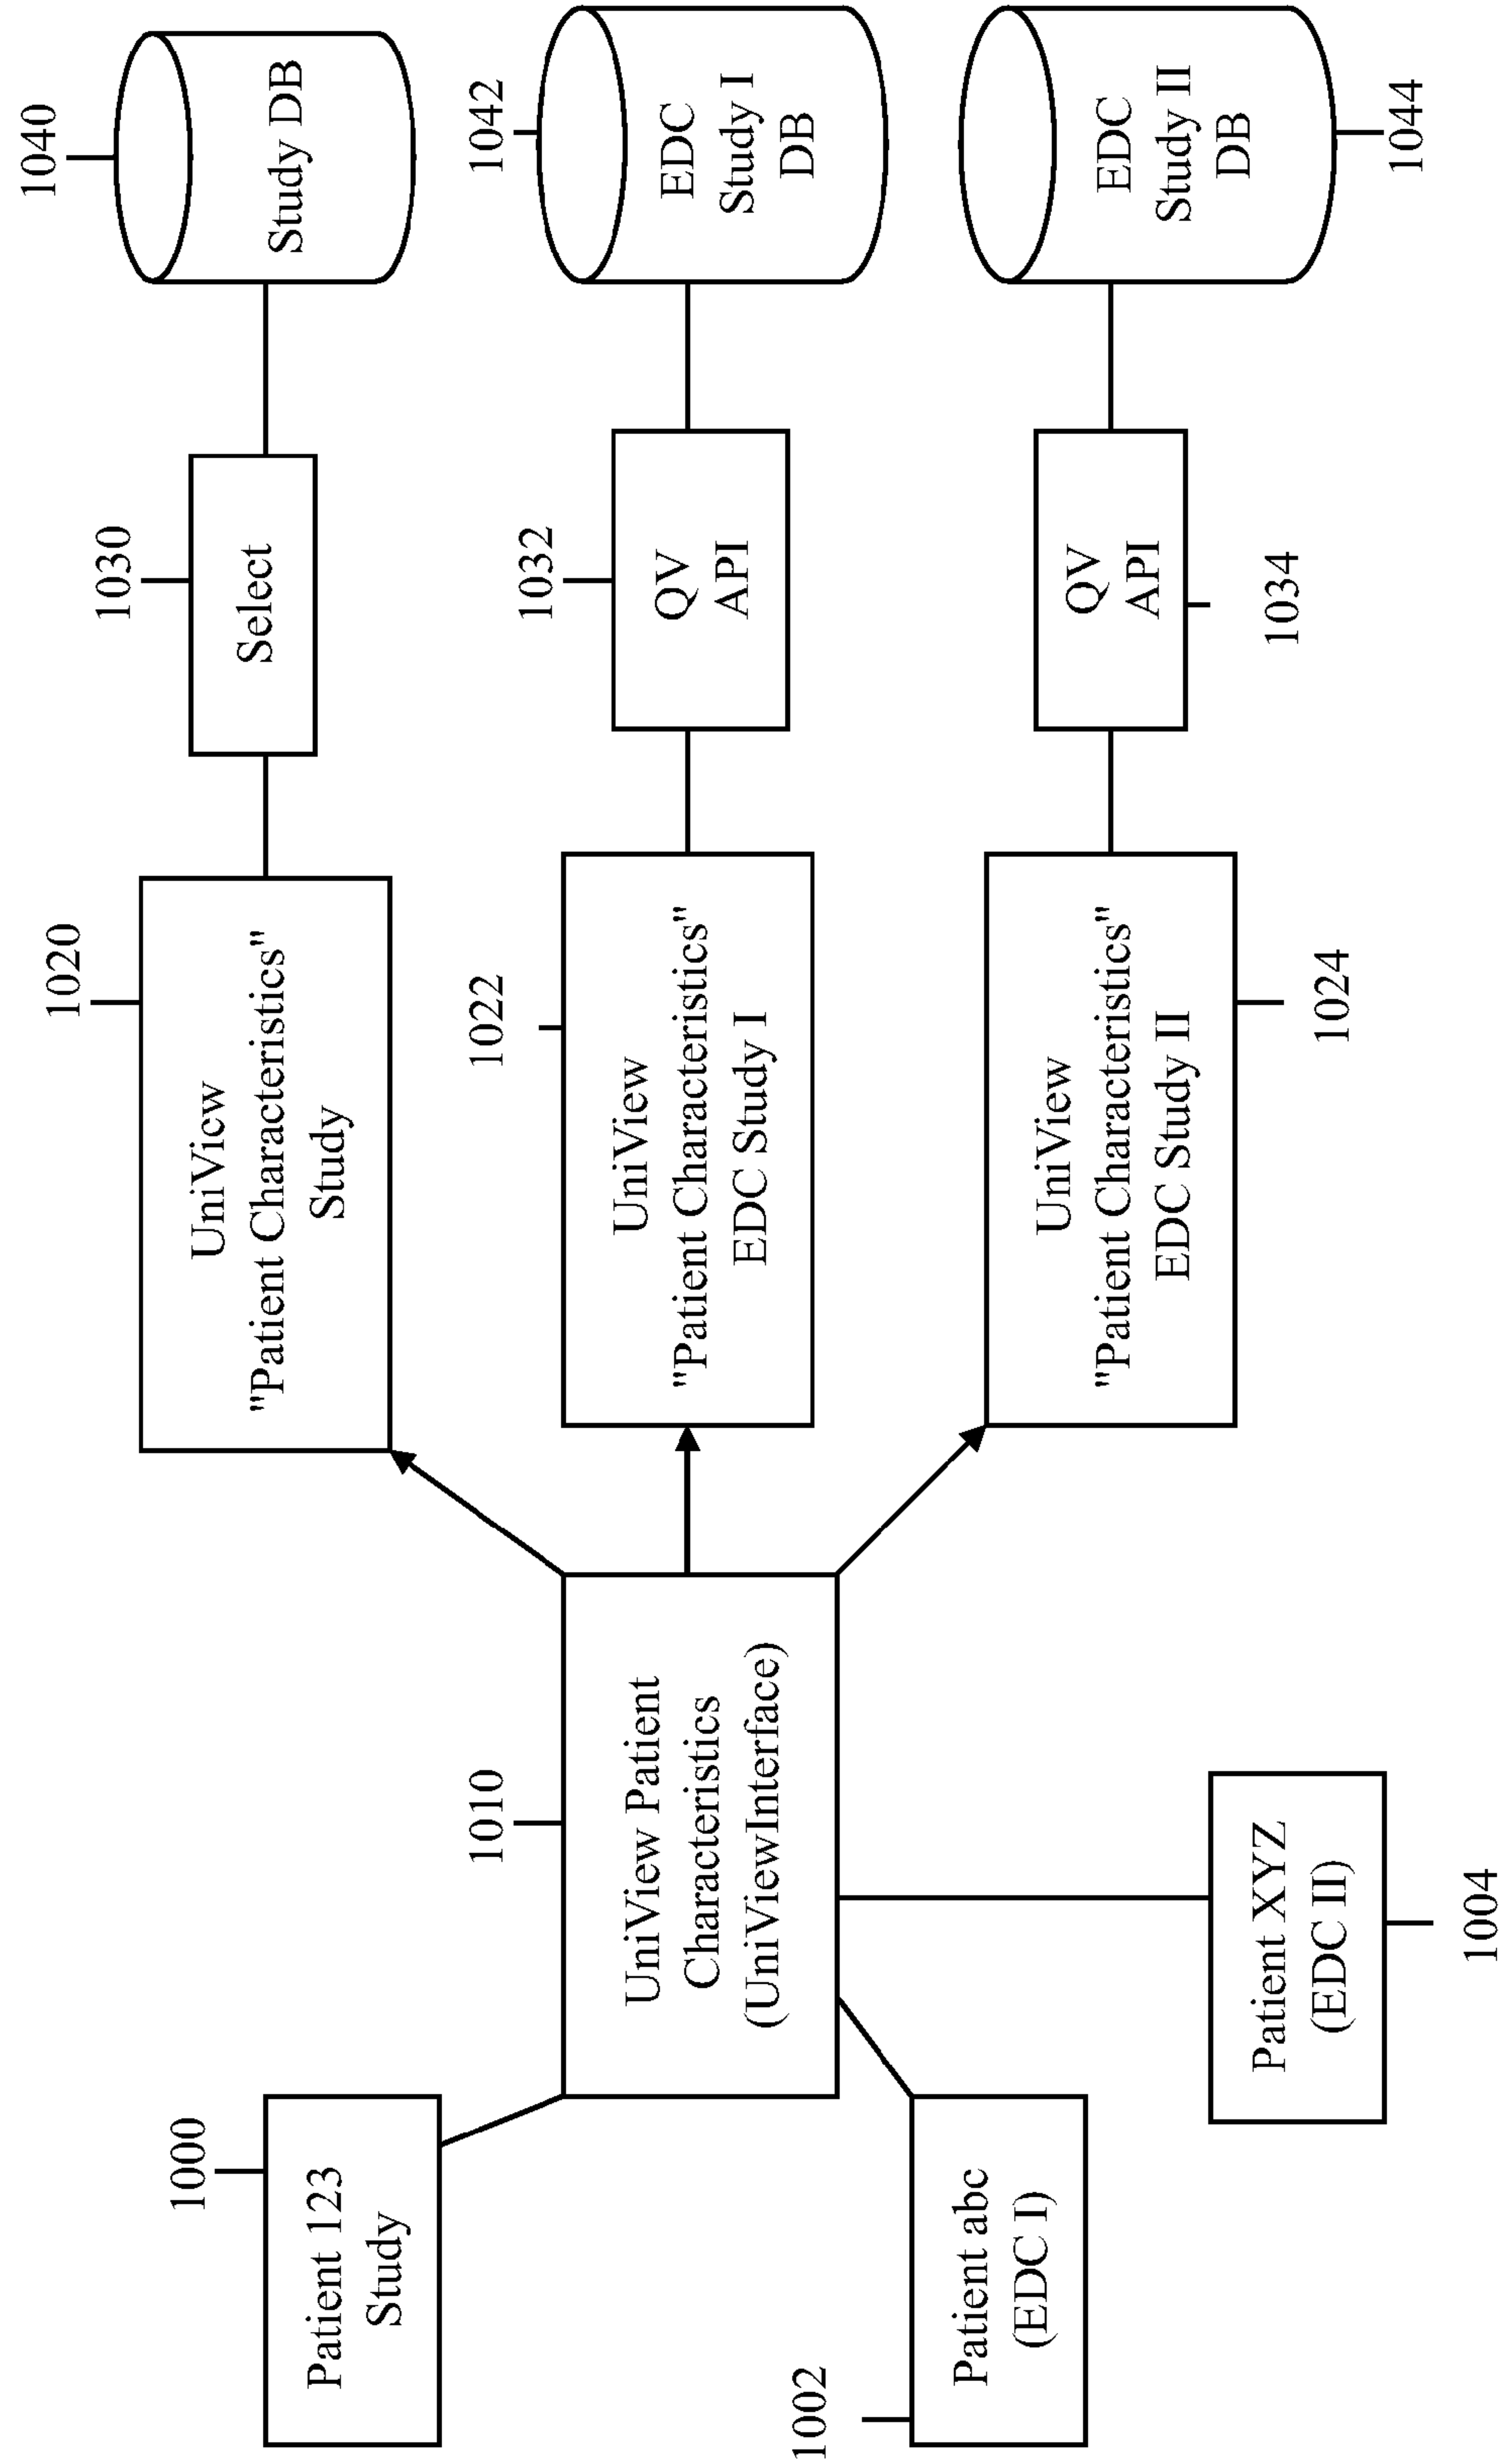 1000
Patient 123
Study
1002
Patient abc
(EDC I)
Patient XYZ
(EDC II)
1004
1010
UniView Patient
Characteristics
(UniViewInterface)
1020
UniView
"Patient Characteristics"
Study
1030
Select
1040
Study DB
1022
UniView
"Patient Characteristics"
EDC Study I
1032
QV
API
1042
EDC
Study I
DB
UniView
"Patient Characteristics"
EDC Study II
1024
QV
API
1034
EDC
Study II
DB
1044